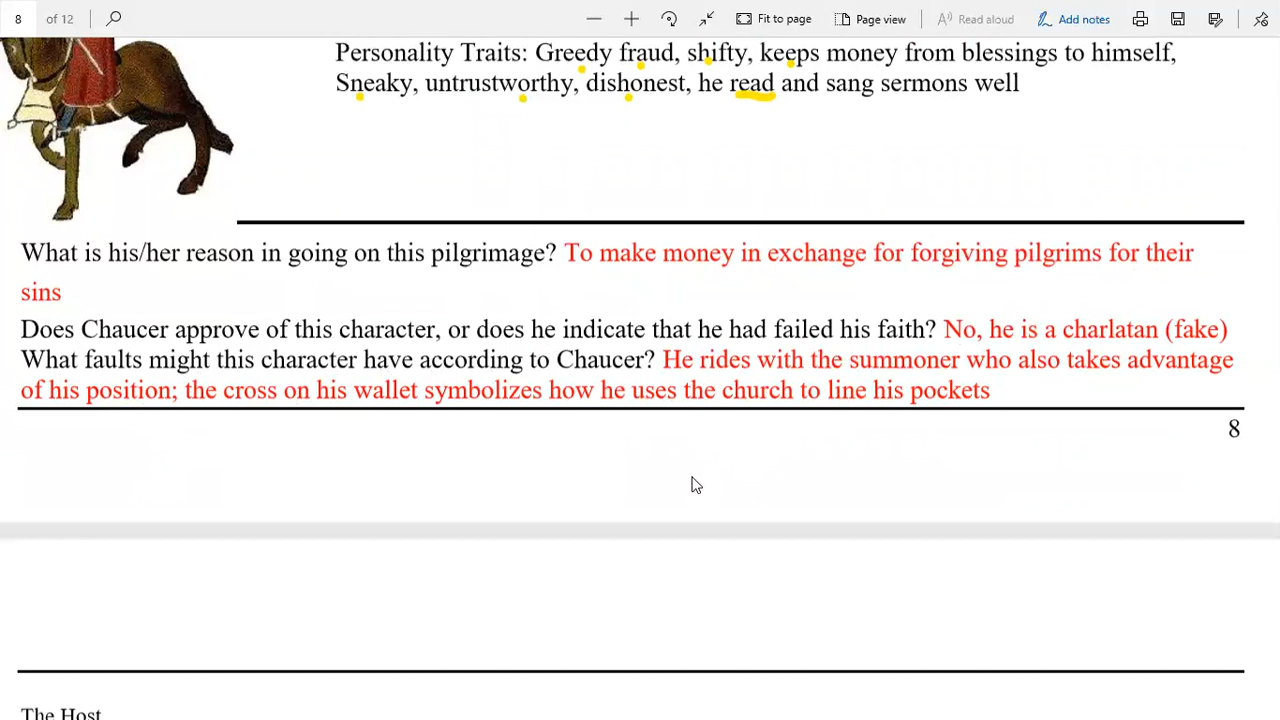 8 of 12 Fit to page Page view Read aloud Add notes
Personality Traits: Greedy fraud, shifty, keeps money from blessings to himself,
Sneaky, untrustworthy, dishonest, he read and sang sermons well
What is his/her reason in going on this pilgrimage? To make money in exchange for forgiving pilgrims for their
sins
Does Chaucer approve of this character, or does he indicate that he had failed his faith? No, he is a charlatan (fake)
What faults might this character have according to Chaucer? He rides with the summoner who also takes advantage
of his position; the cross on his wallet symbolizes how he uses the church to line his pockets
8
The Host